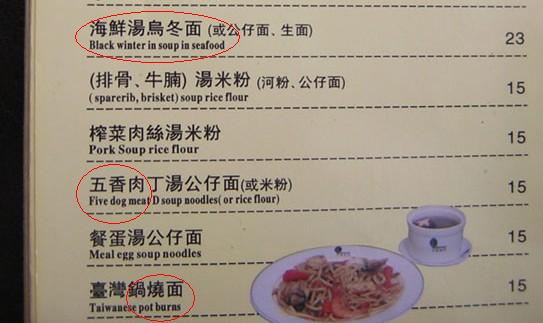 海鮮湯烏冬面 (或公仔面、生面) 23
Black winter in soup in seafood
(排骨、牛腩) 湯米粉 (河粉、公仔面) 15
( sparerib, brisket) soup rice flour
榨菜肉絲湯米粉 15
Pork Soup rice flour
五香肉丁湯公仔面(或米粉) 15
Five dog meat D soup noodles( or rice flour)
餐蛋湯公仔面 15
Meal egg soup noodles
臺灣鍋燒面 15
Taiwanese pot burns